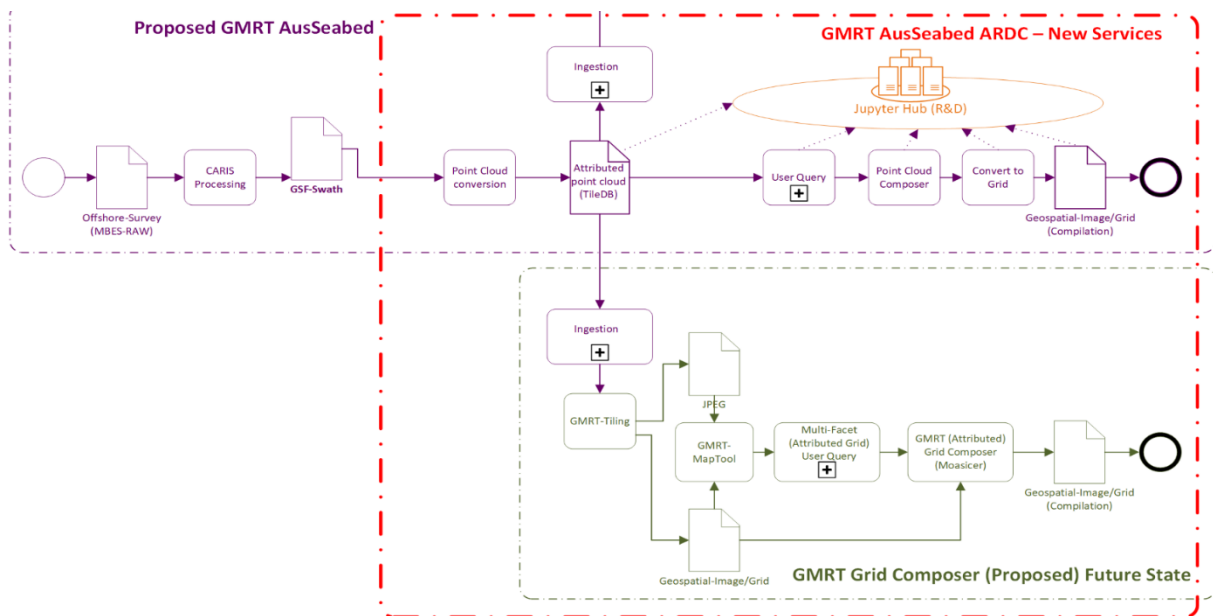 Proposed GMRT AusSeabed
GMRT AusSeabed ARDC – New Services
Ingestion
Jupyter Hub (R&D)
Offshore-Survey
(MBES-RAW)
CARIS
Processing
GSF-Swath
Point Cloud
conversion
Attributed
point cloud
(TileDB)
User Query
Point Cloud
Composer
Convert to
Grid
Geospatial-Image/Grid
(Compilation)
Ingestion
GMRT-Tiling
JPEG
GMRT-
MapTool
Multi-Facet
(Attributed Grid)
User Query
GMRT (Attributed)
Grid Composer
(Moasicer)
Geospatial-Image/Grid
(Compilation)
Geospatial-Image/Grid
GMRT Grid Composer (Proposed) Future State